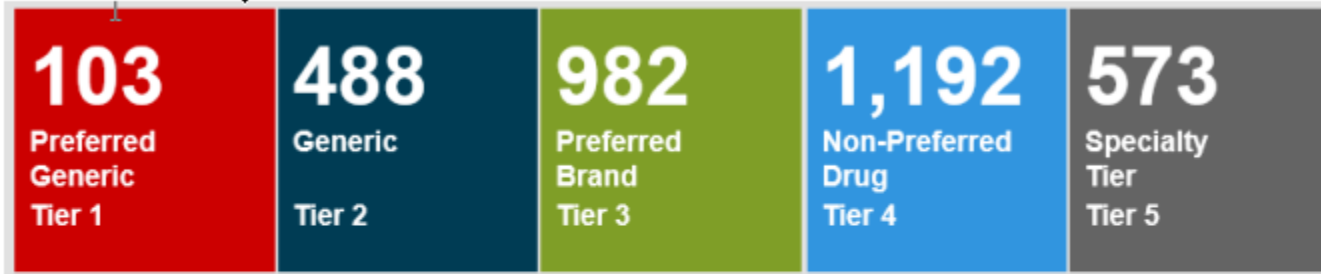 103
Preferred
Generic
Tier 1
488
Generic
Tier 2
982
Preferred
Brand
Tier 3
1,192
Non-Preferred
Drug
Tier 4
573
Specialty
Tier
Tier 5